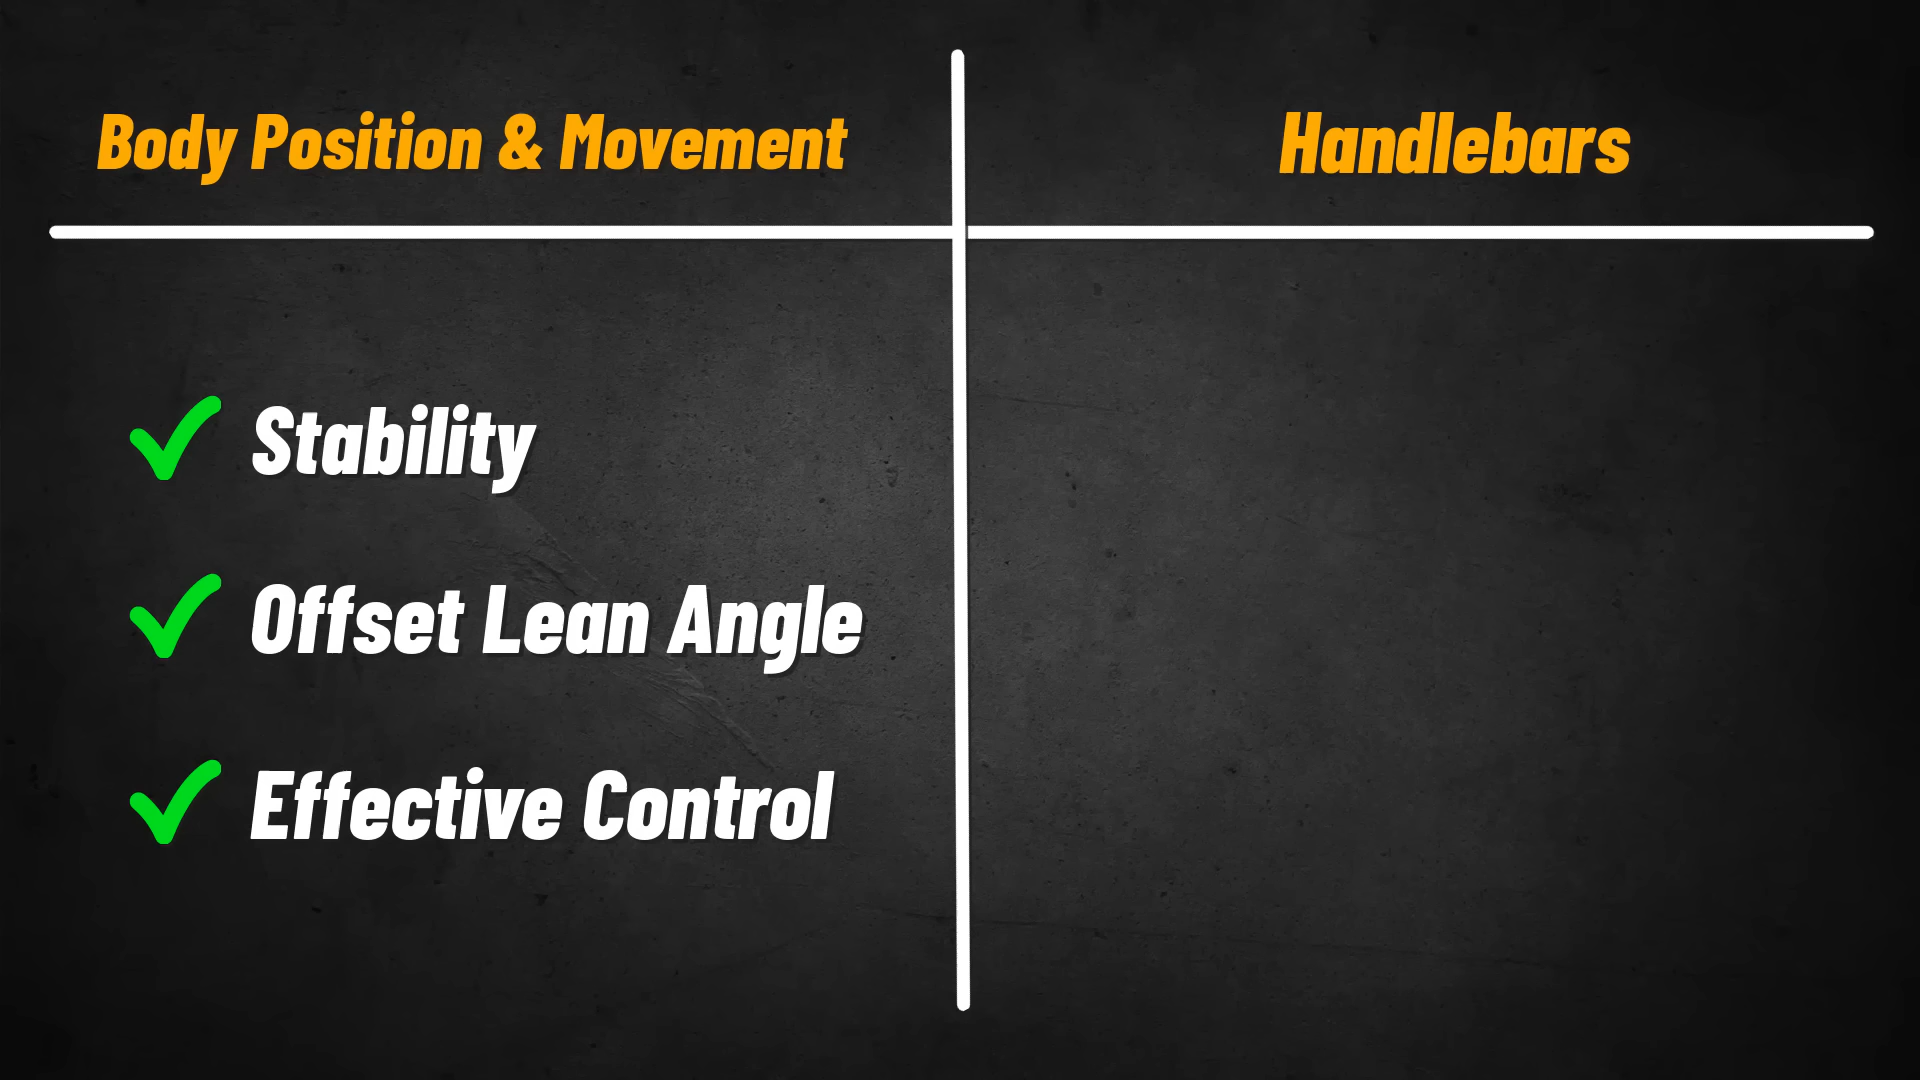 Body Position & Movement
Handlebars
Stability
Offset Lean Angle
Effective Control